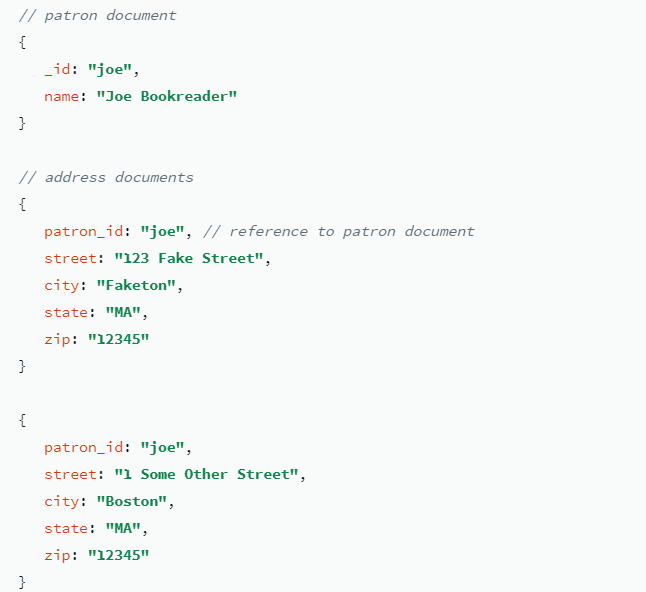 // patron document
{
_id: "joe",
name: "Joe Bookreader"
}
// address documents
{
patron_id: "joe", // reference to patron document
street: "123 Fake Street",
city: "Faketon",
state: "MA",
zip: "12345"
}
{
patron_id: "joe",
street: "1 Some Other Street",
city: "Boston",
state: "MA",
zip: "12345"
}